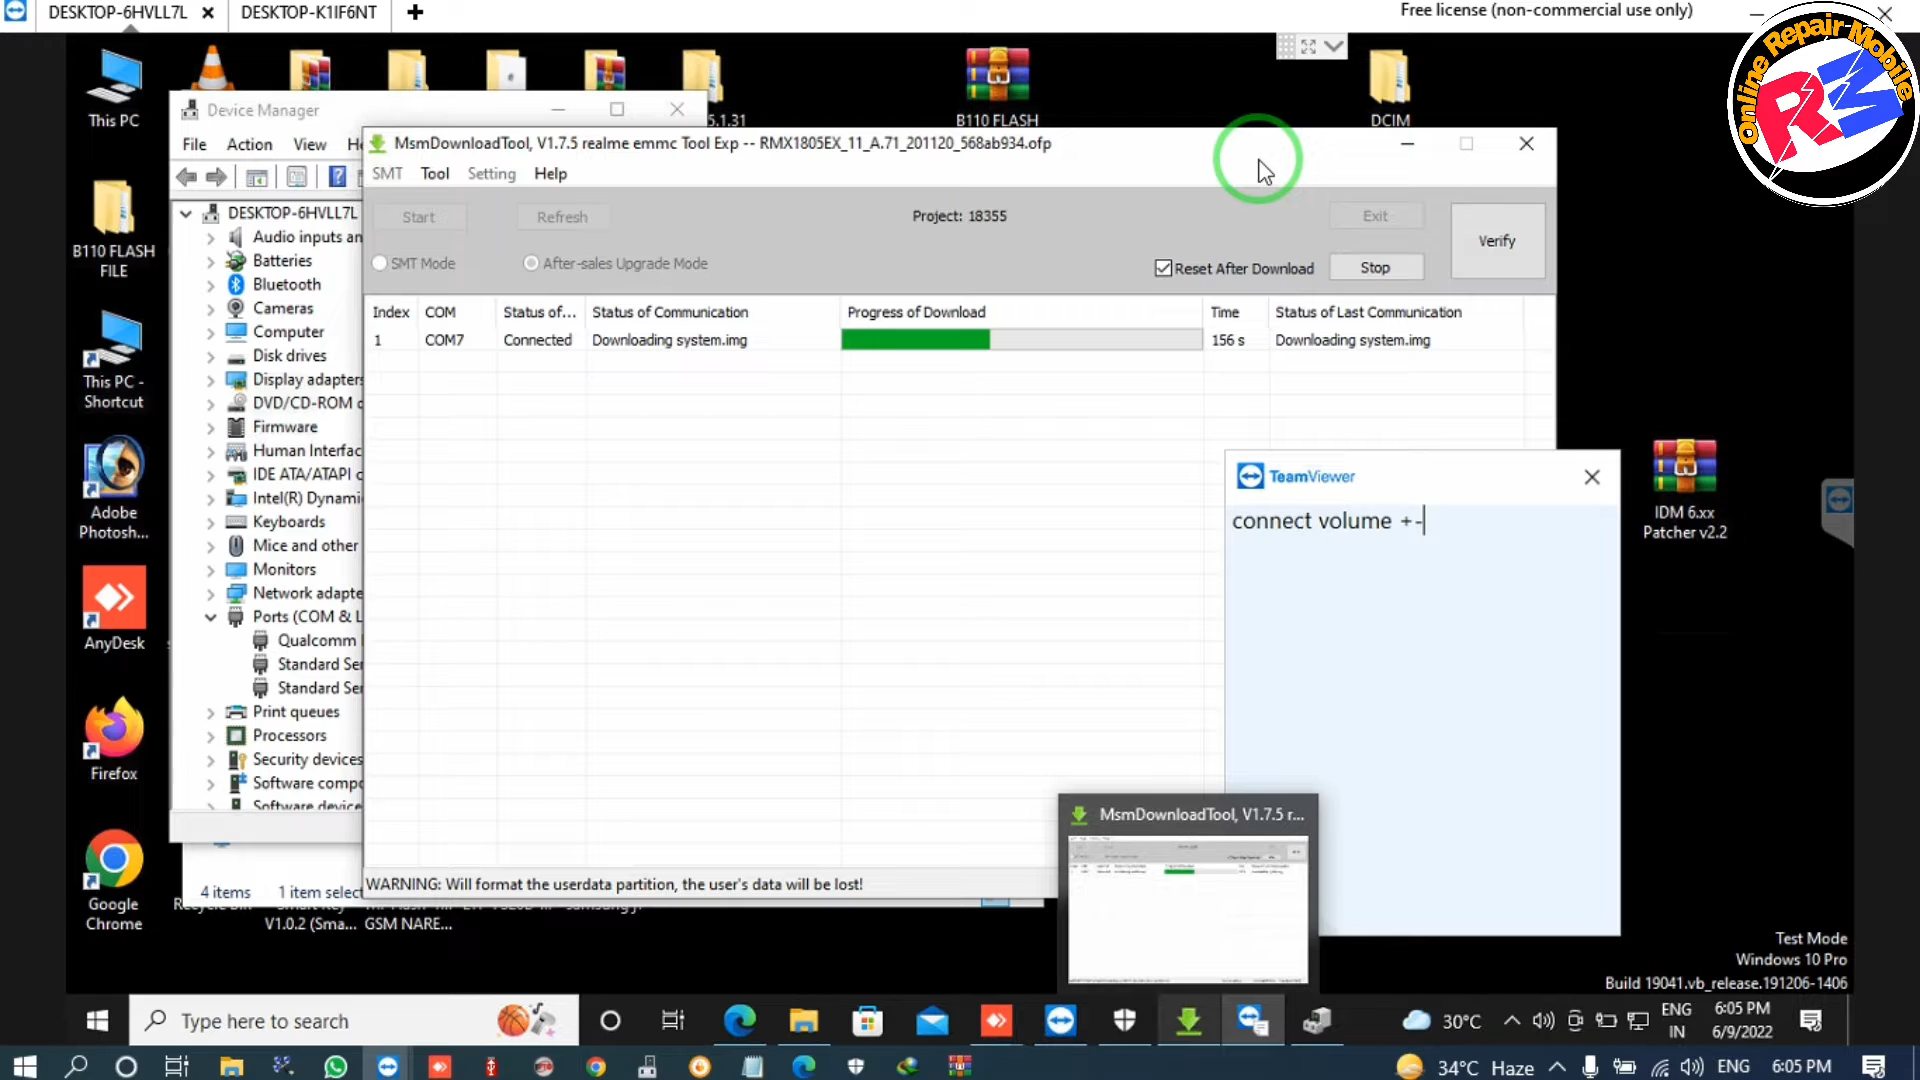 DESKTOP-6HVLL7L
DESKTOP-K1IF6NT
Free license (non-commercial use only)
Online Repair Mobile
RM
This PC
5.1.31
B110 FLASH
DCIM
Device Manager
File Action View He
MsmDownloadTool, V1.7.5 realme emmc Tool Exp -- RMX1805EX_11_A.71_201120_568ab934.ofp
SMT Tool Setting Help
Start
Refresh
Project: 18355
Exit
Verify
SMT Mode
After-sales Upgrade Mode
Reset After Download
Stop
Index COM Status of... Status of Communication Progress of Download Time Status of Last Communication
1 COM7 Connected Downloading system.img 156 s Downloading system.img
DESKTOP-6HVLL7L
Audio inputs an
Batteries
Bluetooth
Cameras
Computer
Disk drives
Display adapters
DVD/CD-ROM
Firmware
Human Interfac
IDE ATA/ATAPI c
Intel(R) Dynami
Keyboards
Mice and other
Monitors
Network adapte
Ports (COM & L
Qualcomm
Standard Ser
Standard Ser
Print queues
Processors
Security devices
Software compo
Software device
4 items 1 item select
B110 FLASH
FILE
This PC -
Shortcut
Adobe
Photosh...
AnyDesk
Firefox
Google
Chrome
V1.0.2 (Sma...
GSM NARE...
TeamViewer
connect volume +-
IDM 6.xx
Patcher v2.2
MsmDownloadTool, V1.7.5 r...
WARNING: Will format the userdata partition, the user's data will be lost!
Test Mode
Windows 10 Pro
Build 19041.vb_release.191206-1406
Type here to search
30°C
ENG
IN
6:05 PM
6/9/2022
34°C Haze
ENG
6:05 PM